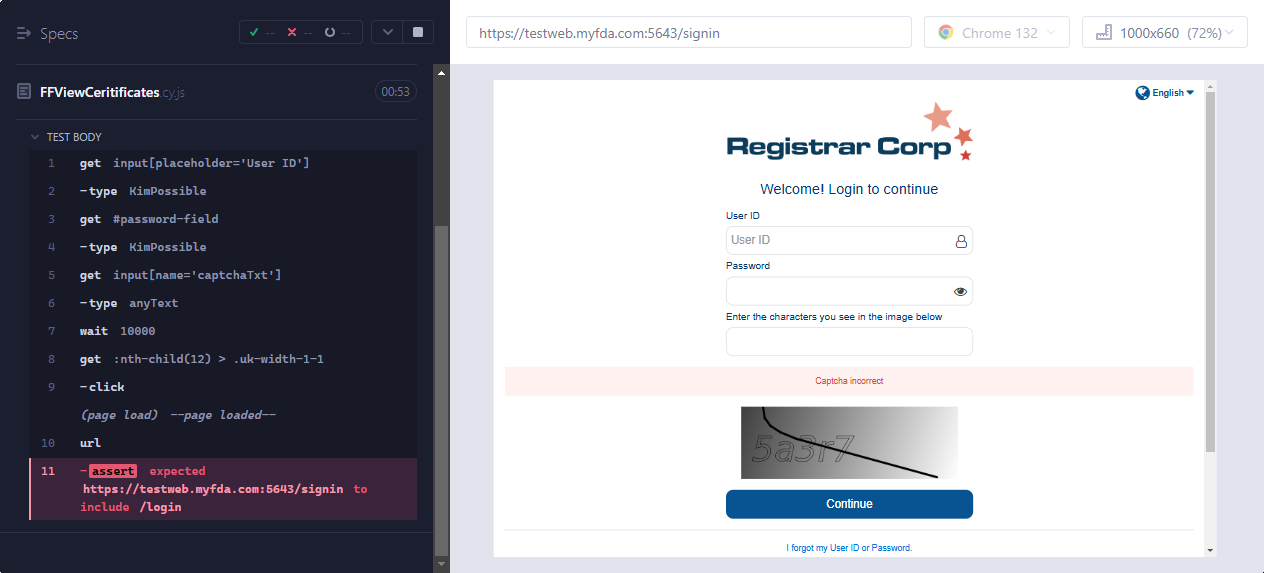 Specs
-- -- --
FFViewCeritificates.cy.js
00:53
TEST BODY
1 get input[placeholder='User ID']
2 -type KimPossible
3 get #password-field
4 -type KimPossible
5 get input[name='captchaTxt']
6 -type anyText
7 wait 10000
8 get :nth-child(12) > .uk-width-1-1
9 -click
(page load) --page loaded--
10 url
11 -assert expected
https://testweb.myfda.com:5643/signin to
include /login
https://testweb.myfda.com:5643/signin
Chrome 132
1000x660 (72%)
English
Registrar Corp
Welcome! Login to continue
User ID
User ID
Password
Enter the characters you see in the image below
Captcha incorrect
5a3r7
Continue
I forgot my User ID or Password.